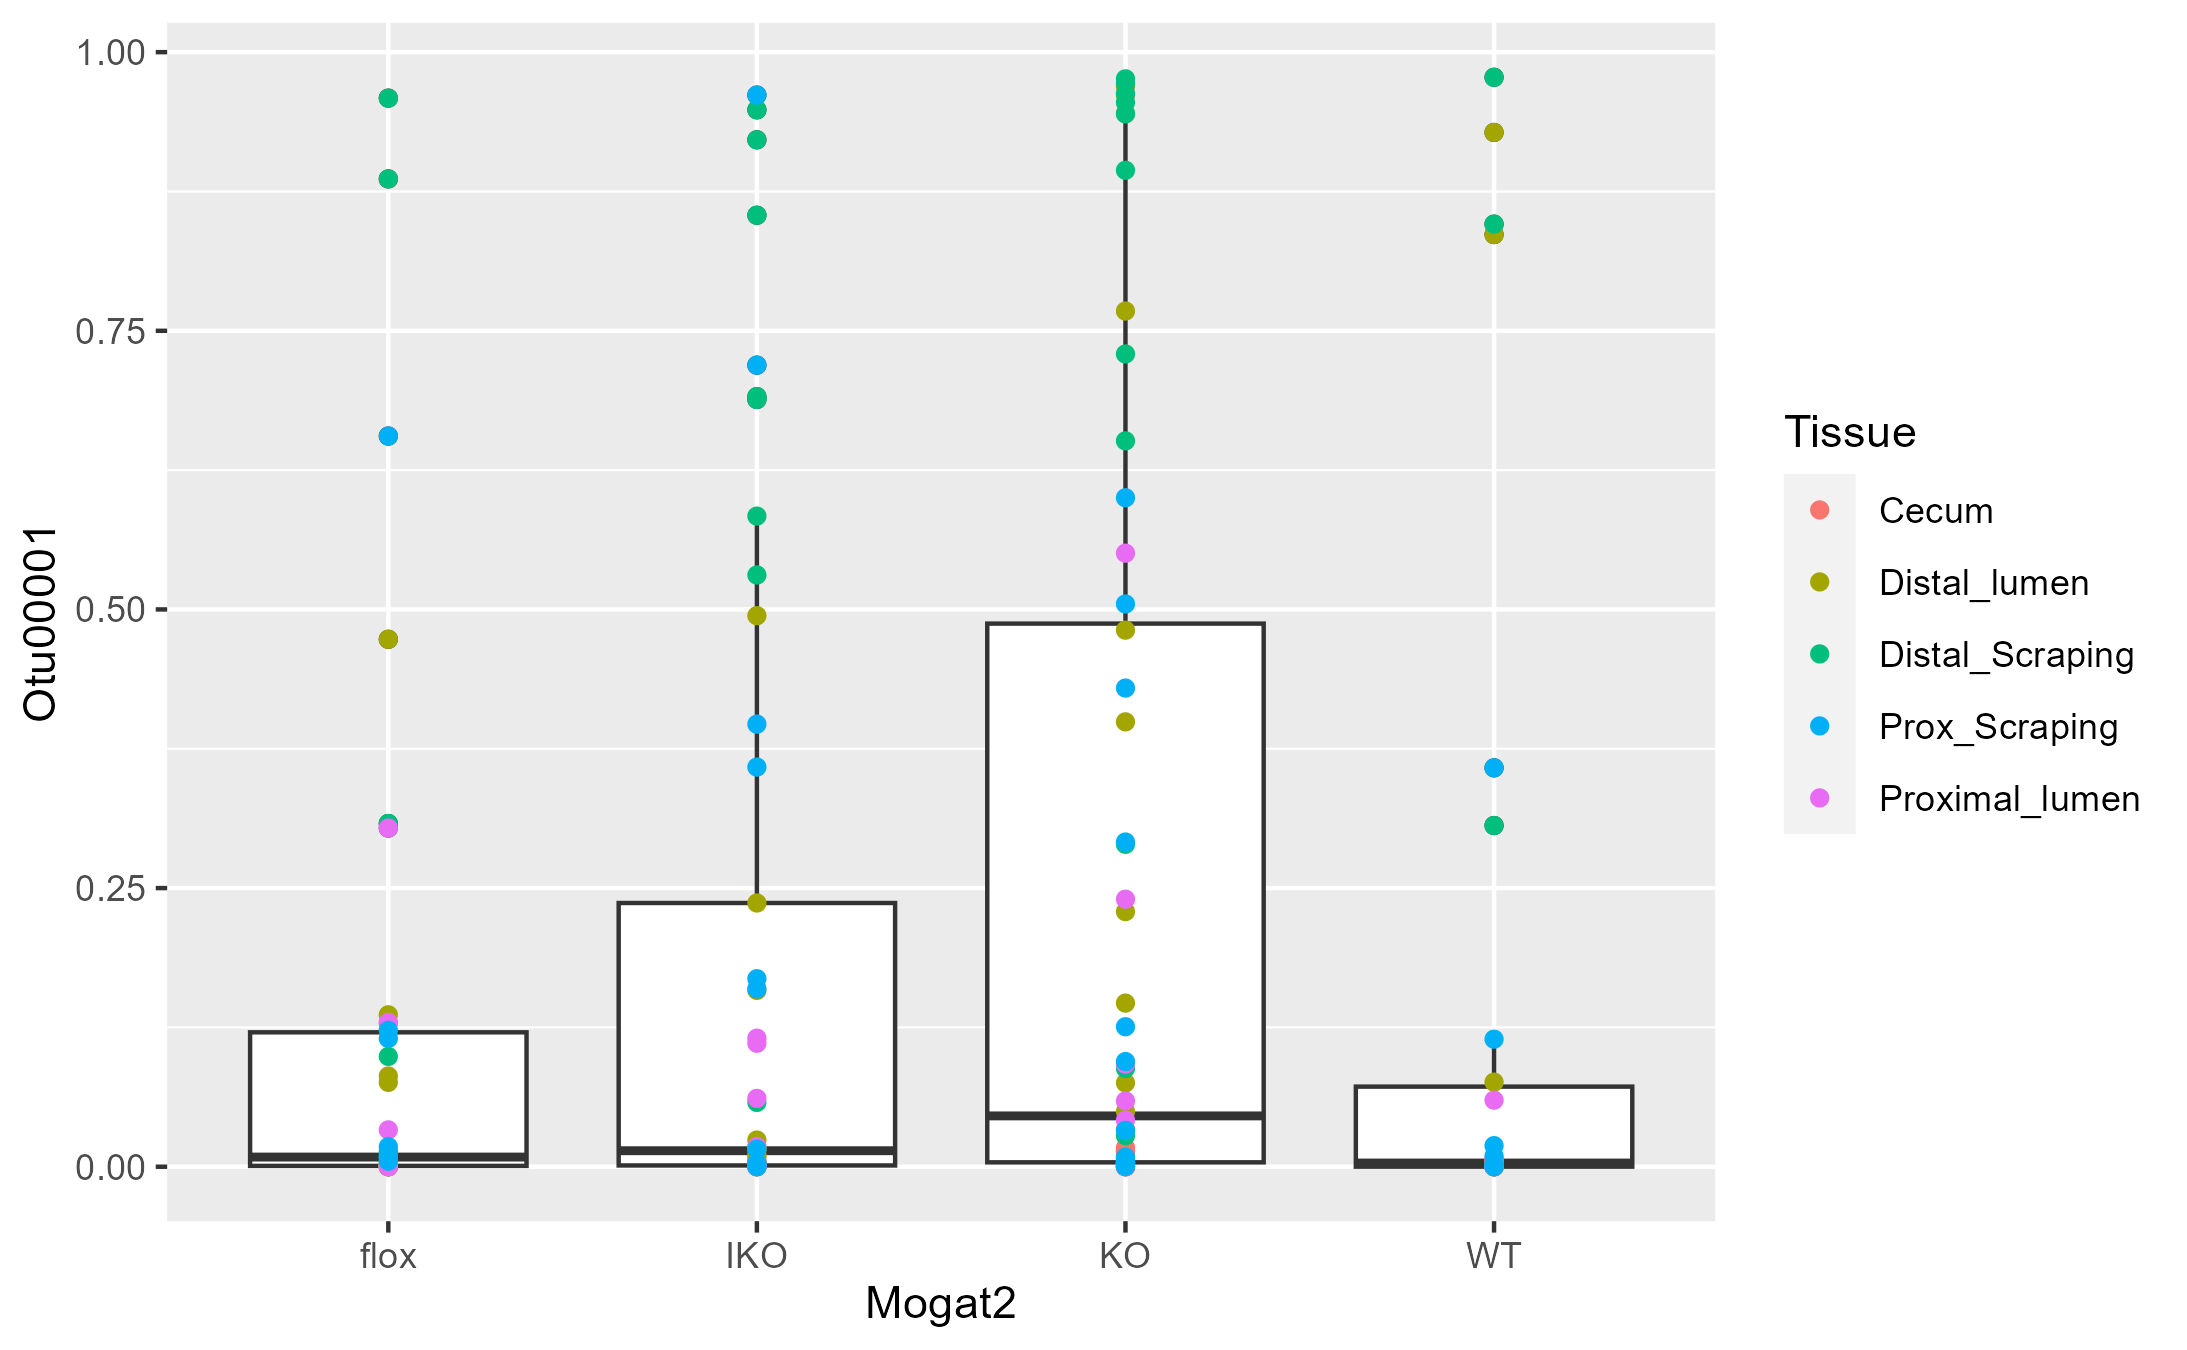 1.00
0.75
0.50
0.25
0.00
Otu00001
flox
IKO
KO
WT
Mogat2
Tissue
Cecum
Distal_lumen
Distal_Scraping
Prox_Scraping
Proximal_lumen